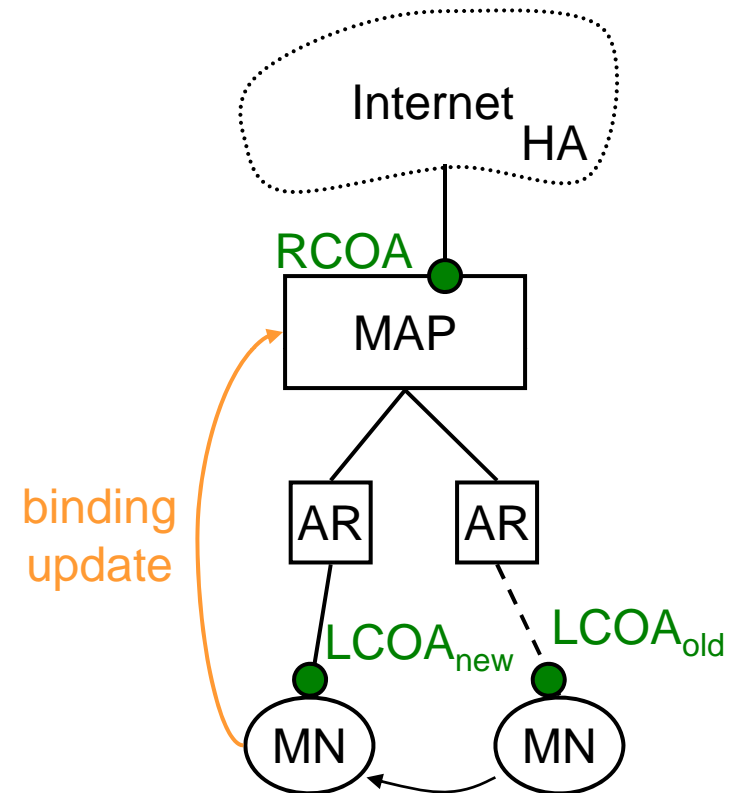 Internet
HA
RCOA
MAP
AR AR
binding
update
LCOAnew LCOAold
MN MN